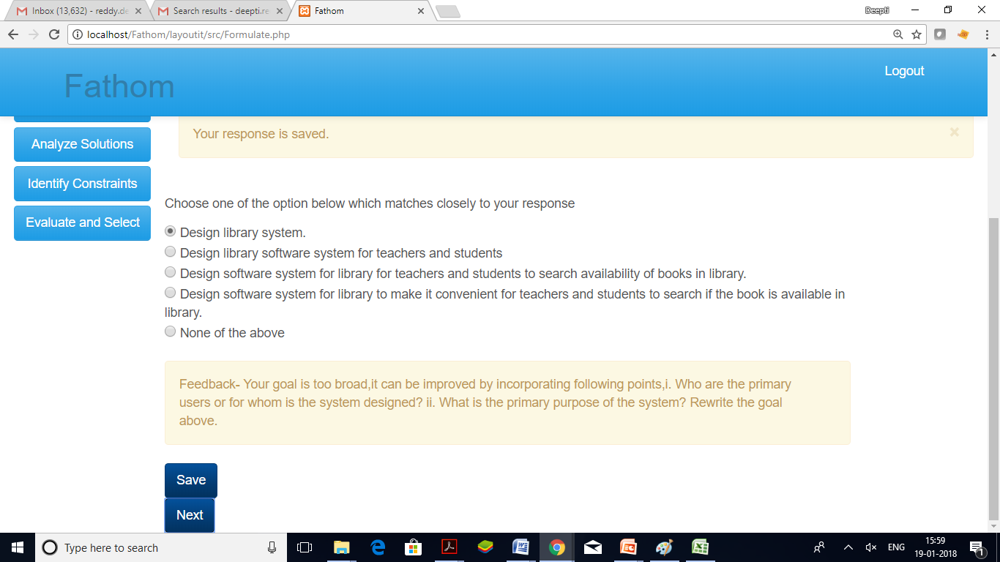 Inbox (13,632) - reddy.de
Search results - deepti.re
Fathom
Deepti
localhost/Fathom/layoutit/src/Formulate.php
Fathom
Logout
Analyze Solutions
Identify Constraints
Evaluate and Select
Your response is saved.
×
Choose one of the option below which matches closely to your response
Design library system.
Design library software system for teachers and students
Design software system for library for teachers and students to search availability of books in library.
Design software system for library to make it convenient for teachers and students to search if the book is available in
library.
None of the above
Feedback- Your goal is too broad,it can be improved by incorporating following points,i. Who are the primary
users or for whom is the system designed? ii. What is the primary purpose of the system? Rewrite the goal
above.
Save
Next
Type here to search
ENG
15:59
19-01-2018
1